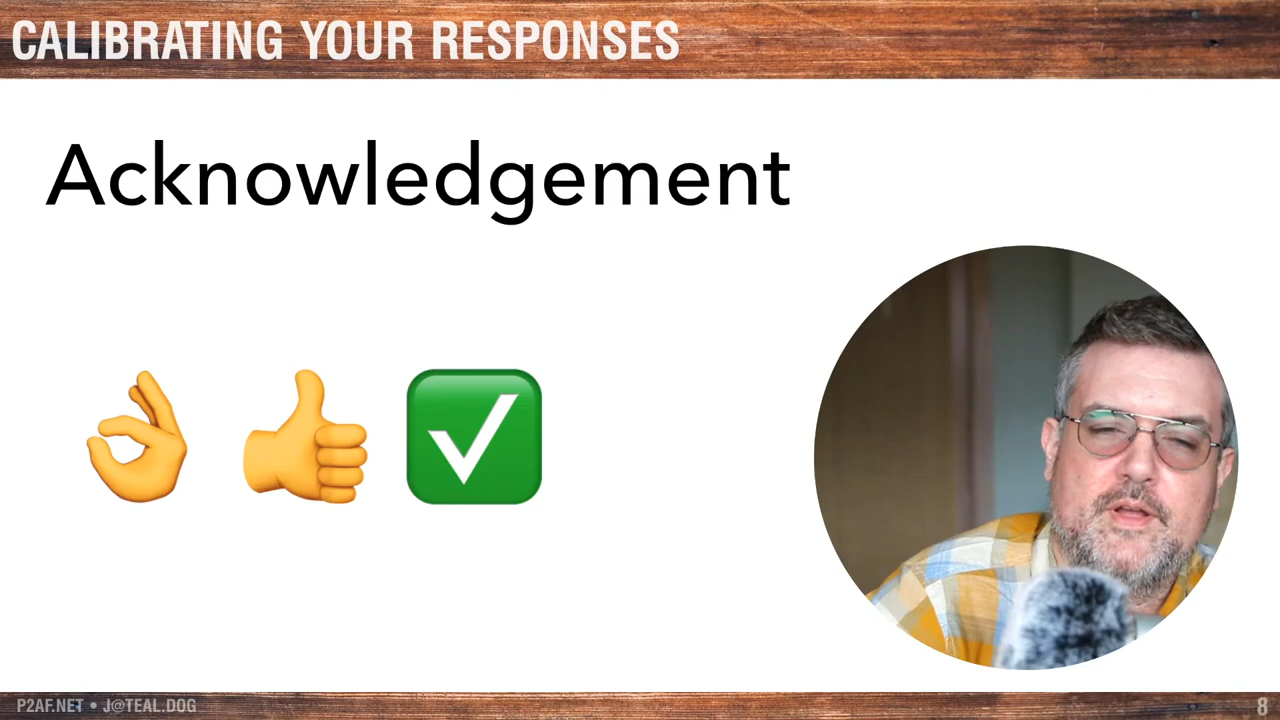 CALIBRATING YOUR RESPONSES
Acknowledgement
P2AF.NET • J@TEAL.DOG
8